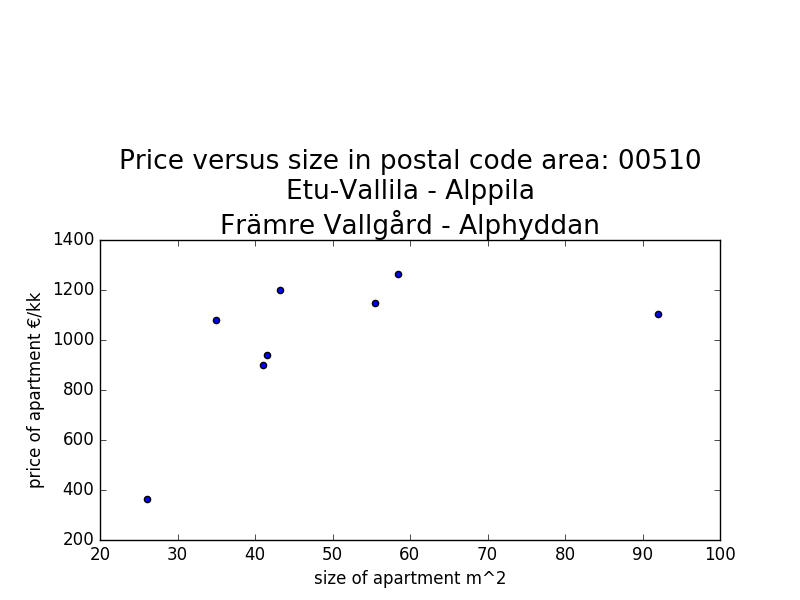 Price versus size in postal code area: 00510
Etu-Vallila - Alppila
Främre Vallgård - Alphyddan
1400
1200
1000
800
600
400
200
price of apartment €/kk
20 30 40 50 60 70 80 90 100
size of apartment m^2